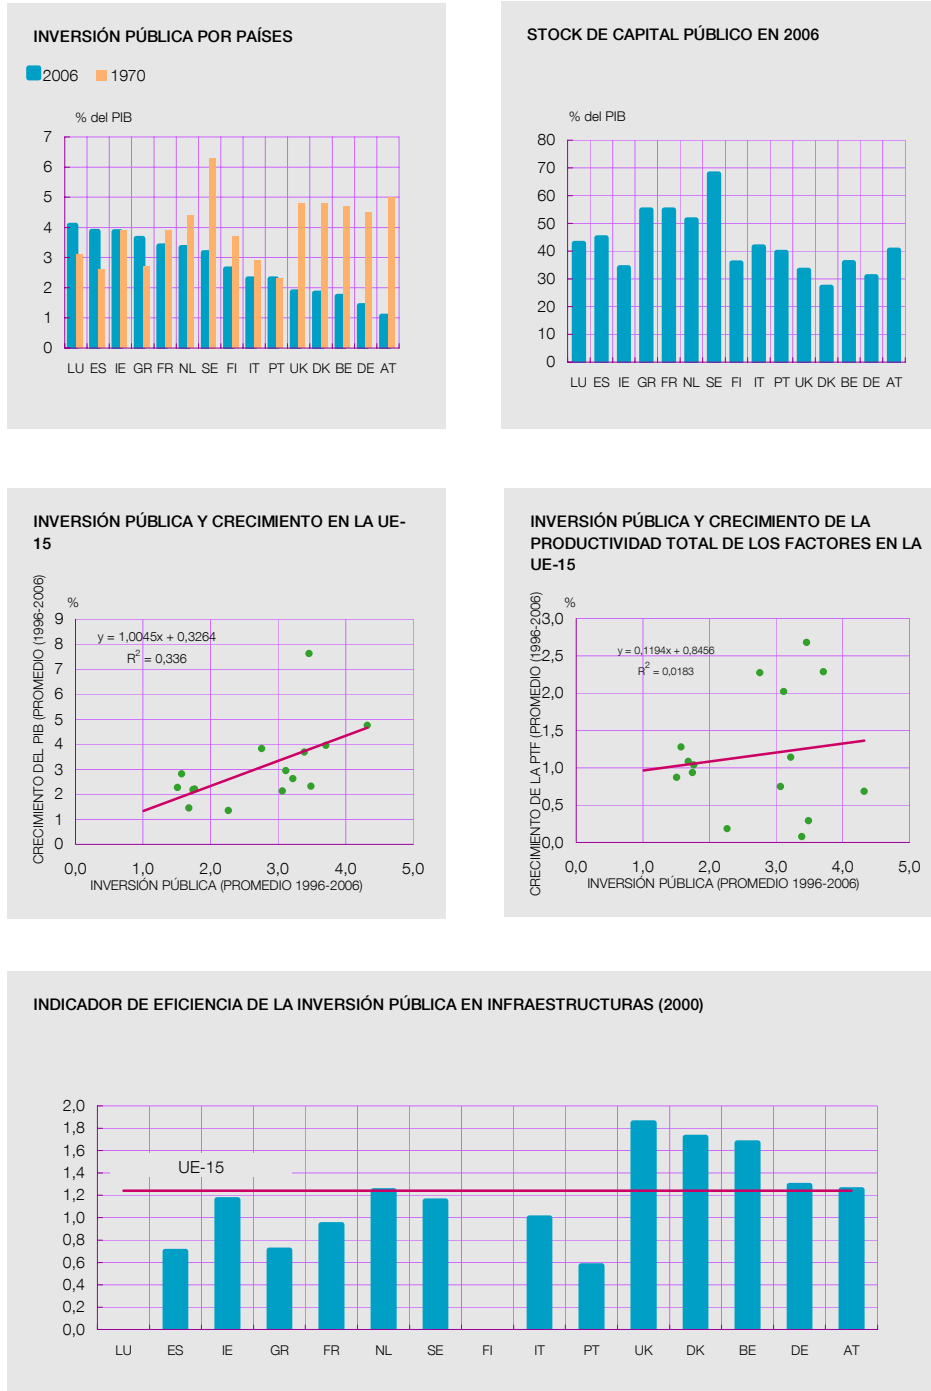 INVERSIÓN PÚBLICA POR PAÍSES
2006 1970
% del PIB
7
6
5
4
3
2
1
0
LU ES IE GR FR NL SE FI IT PT UK DK BE DE AT
STOCK DE CAPITAL PÚBLICO EN 2006
% del PIB
80
70
60
50
40
30
20
10
0
LU ES IE GR FR NL SE FI IT PT UK DK BE DE AT
INVERSIÓN PÚBLICA Y CRECIMIENTO EN LA UE-
15
CRECIMIENTO DEL PIB (PROMEDIO (1996-2006)
%
9
8
7
6
5
4
3
2
1
0
y = 1,0045x + 0,3264
R2 = 0,336
0,0 1,0 2,0 3,0 4,0 5,0
INVERSIÓN PÚBLICA (PROMEDIO 1996-2006)
INVERSIÓN PÚBLICA Y CRECIMIENTO DE LA
PRODUCTIVIDAD TOTAL DE LOS FACTORES EN LA
UE-15
CRECIMIENTO DE LA PTF (PROMEDIO (1996-2006)
%
3,0
2,5
2,0
1,5
1,0
0,5
0,0
y = 0,1194x + 0,8456
R2 = 0,0183
0,0 1,0 2,0 3,0 4,0 5,0
INVERSIÓN PÚBLICA (PROMEDIO 1996-2006)
INDICADOR DE EFICIENCIA DE LA INVERSIÓN PÚBLICA EN INFRAESTRUCTURAS (2000)
2,0
1,8
1,6
1,4
1,2
1,0
0,8
0,6
0,4
0,2
0,0
UE-15
LU ES IE GR FR NL SE FI IT PT UK DK BE DE AT